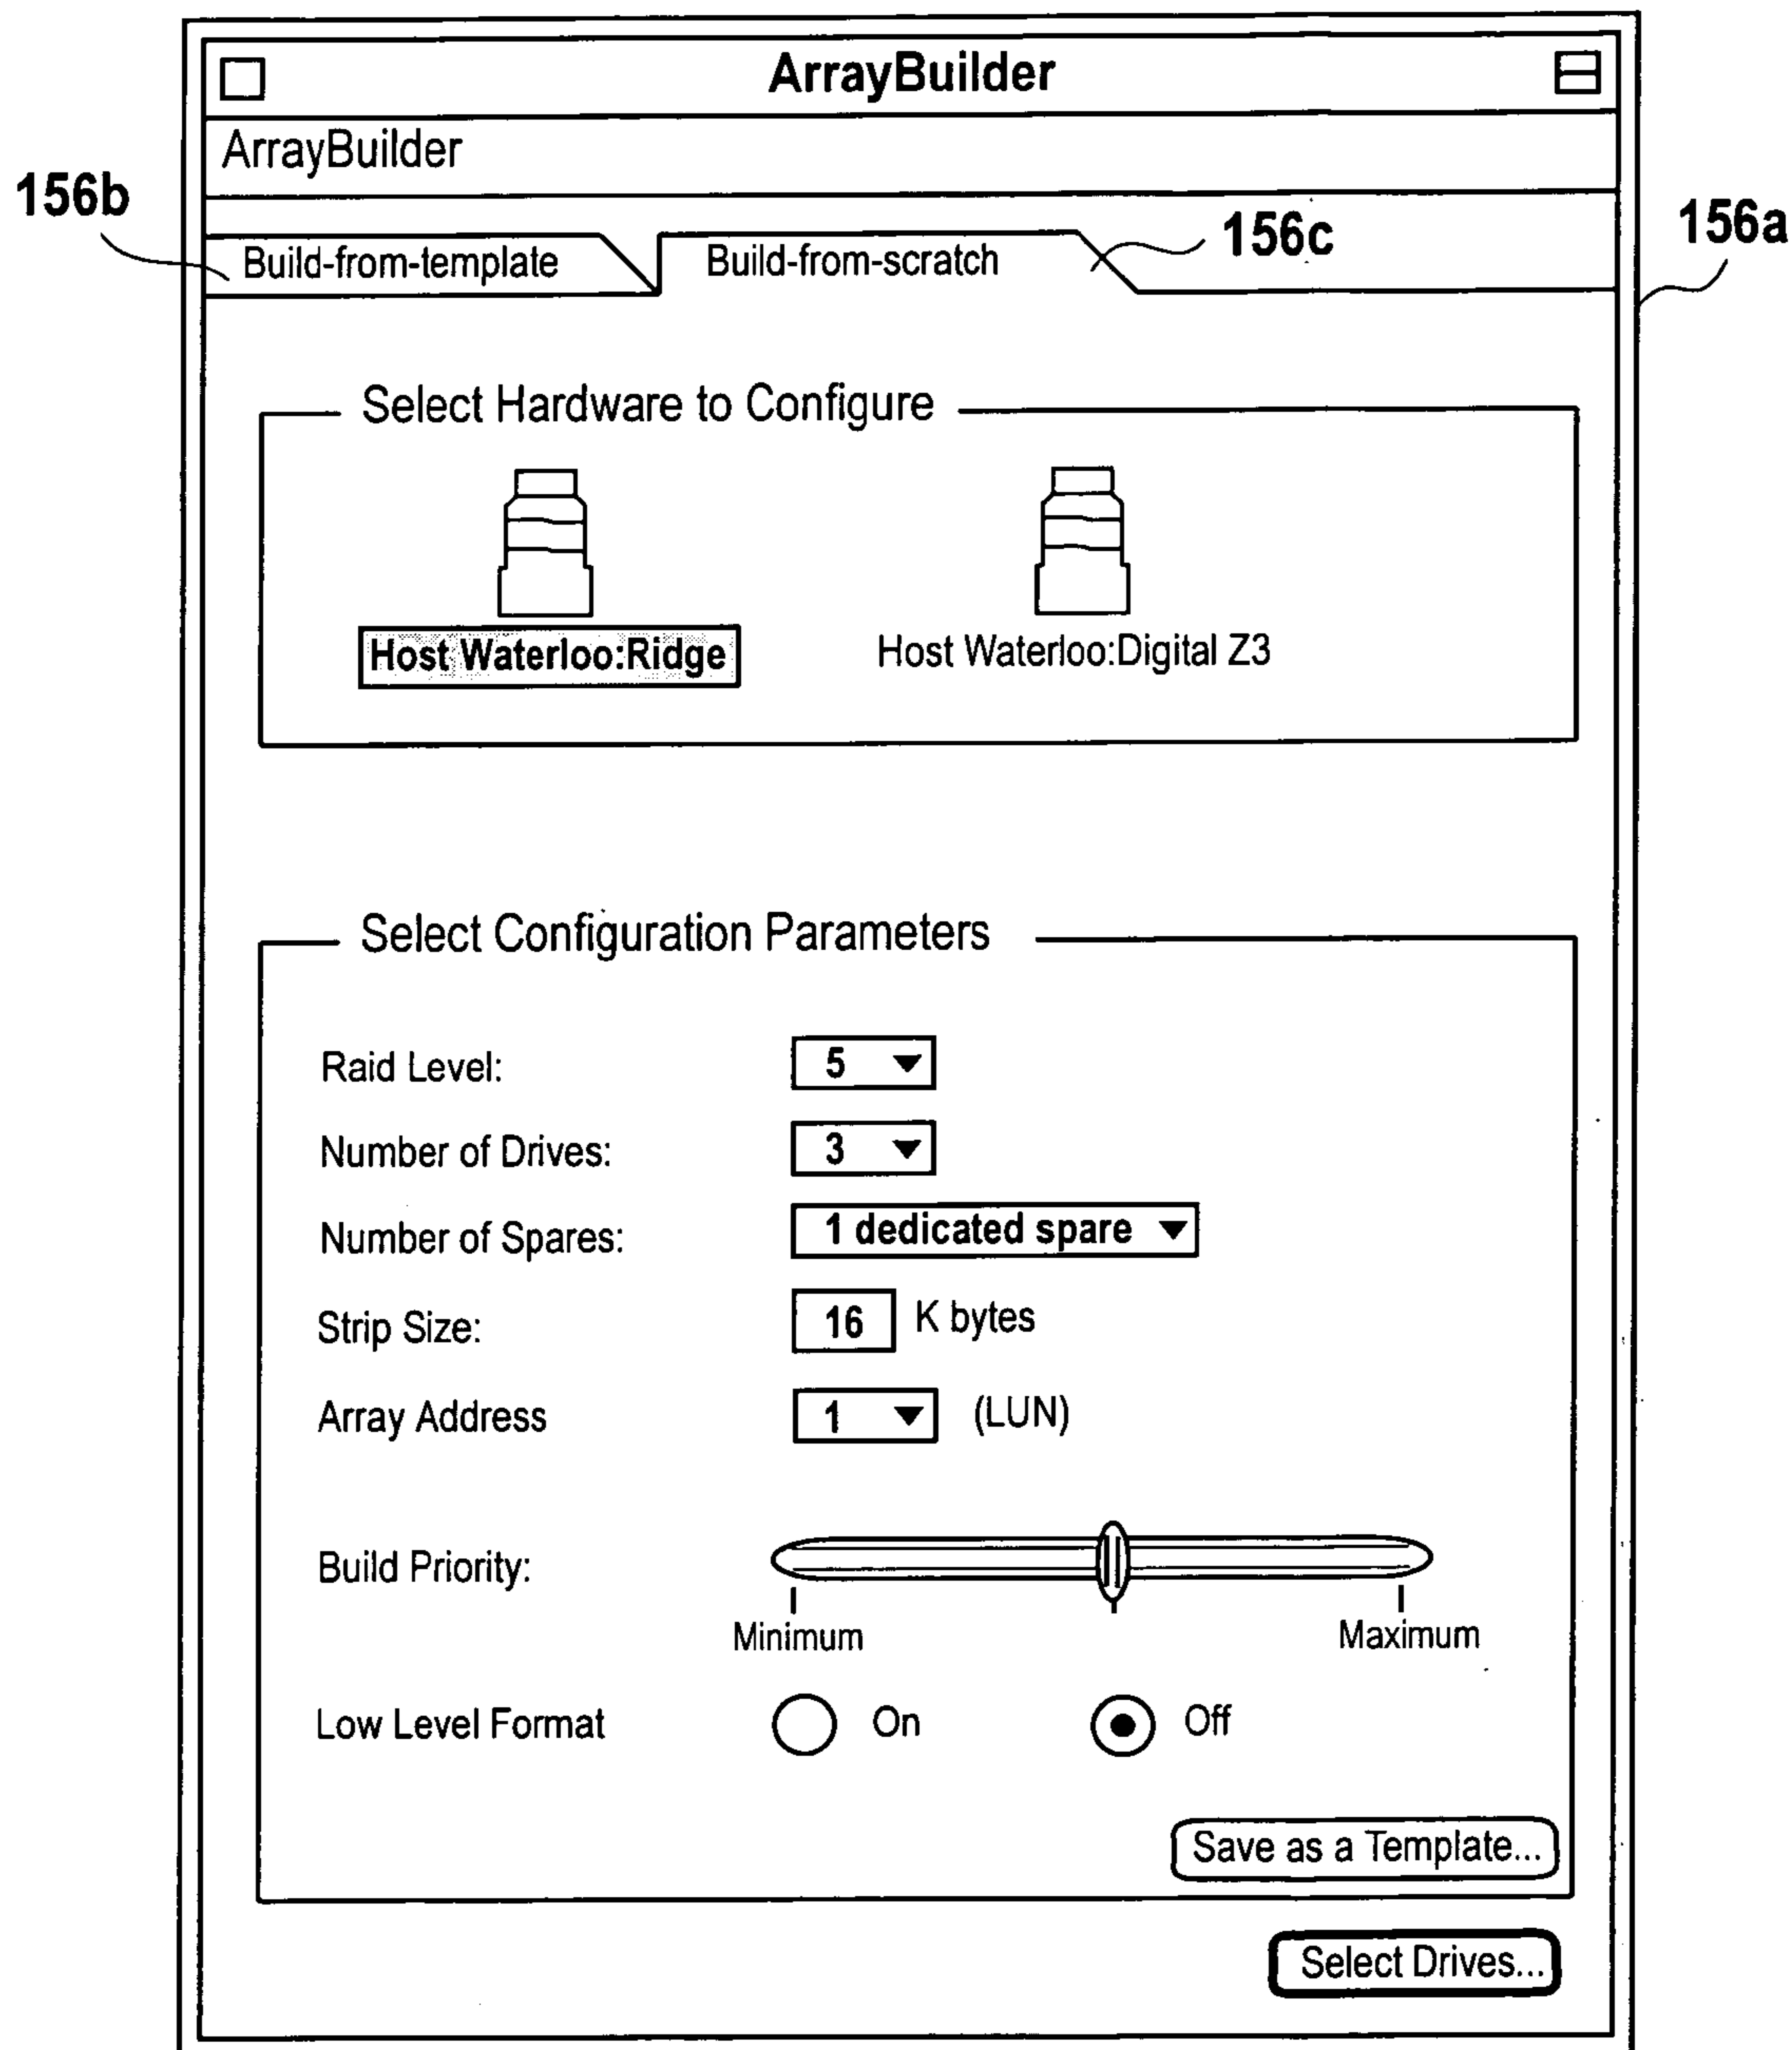 ArrayBuilder
ArrayBuilder
156b
156a
Build-from-template
Build-from-scratch
156c
Select Hardware to Configure
Host Waterloo:Ridge
Host Waterloo:Digital Z3
Select Configuration Parameters
Raid Level: 5
Number of Drives: 3
Number of Spares: 1 dedicated spare
Strip Size: 16 K bytes
Array Address 1 (LUN)
Build Priority:
Minimum Maximum
Low Level Format On Off
Save as a Template...
Select Drives...